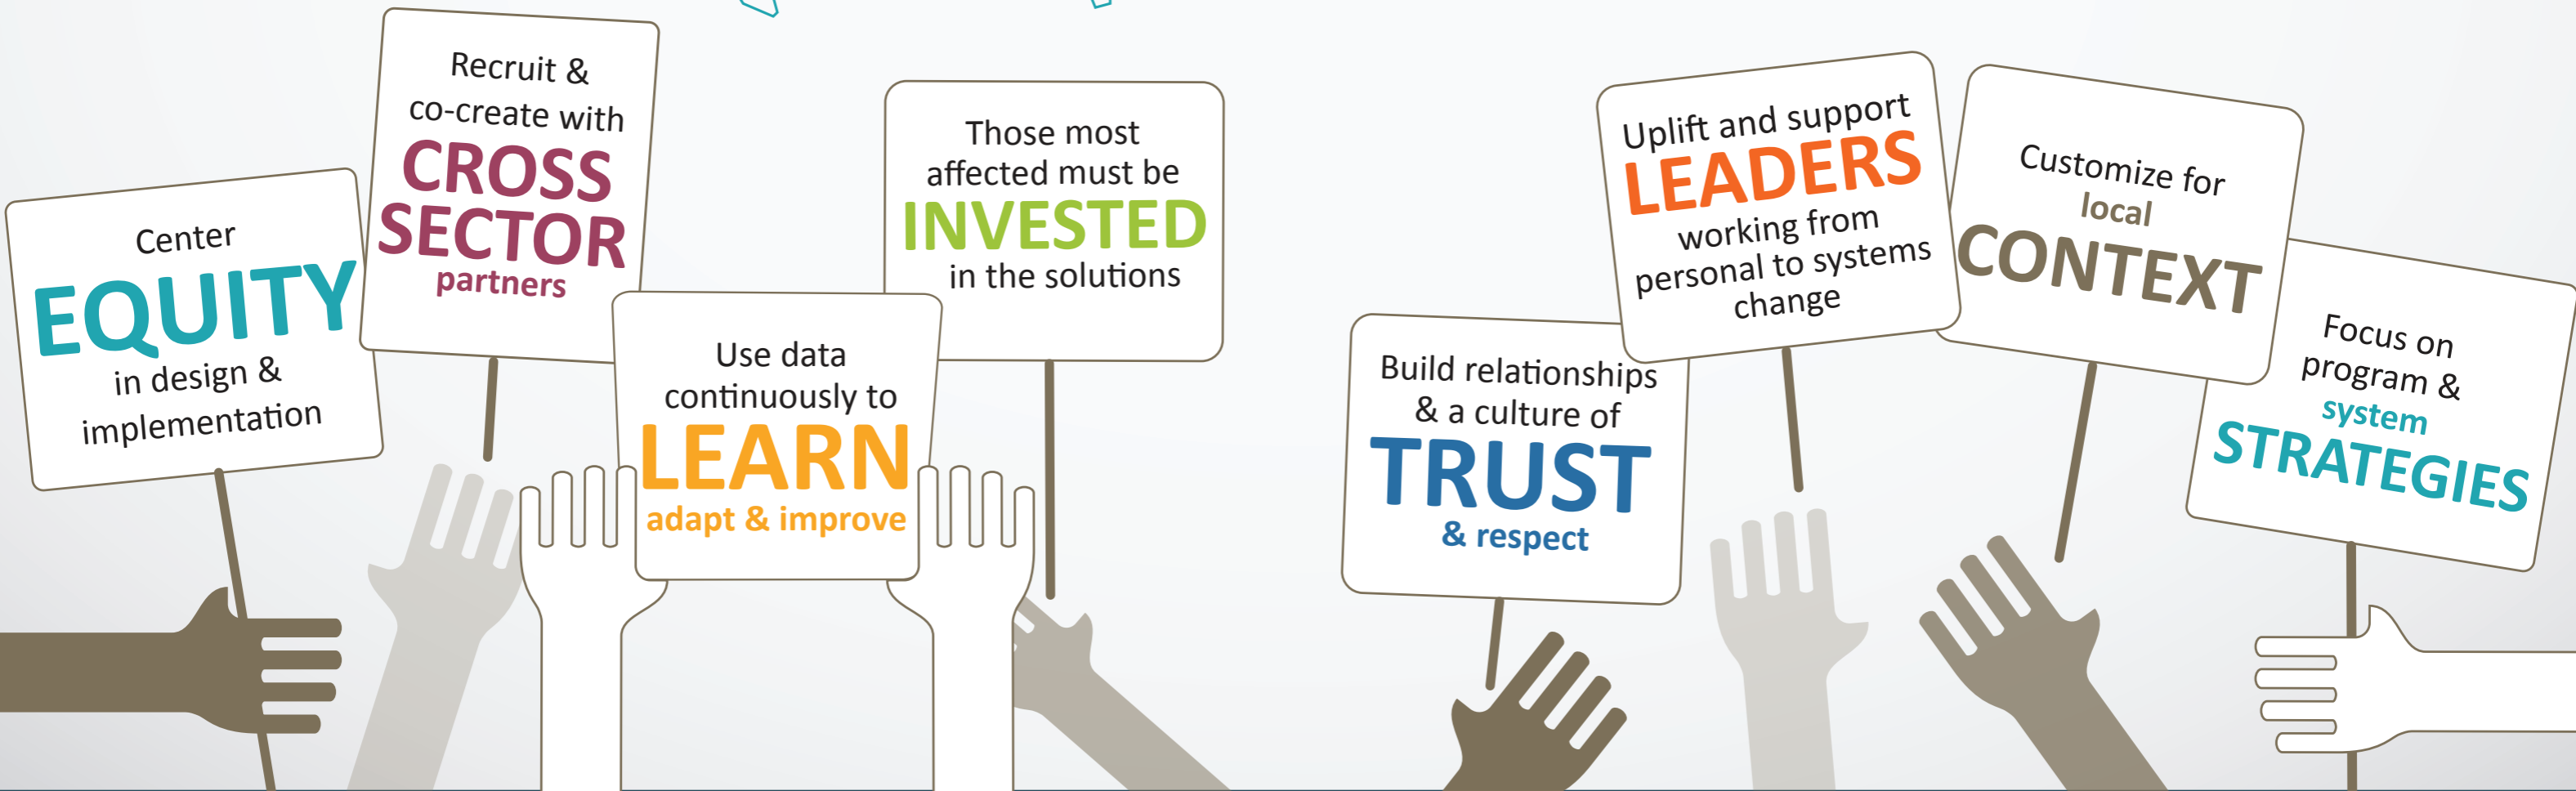 Center
EQUITY
in design &
implementation
Recruit &
co-create with
CROSS
SECTOR
partners
Use data
continuously to
LEARN
adapt & improve
Those most
affected must be
INVESTED
in the solutions
Build relationships
& a culture of
TRUST
& respect
Uplift and support
LEADERS
working from
personal to systems
change
Customize for
local
CONTEXT
Focus on
program &
system
STRATEGIES